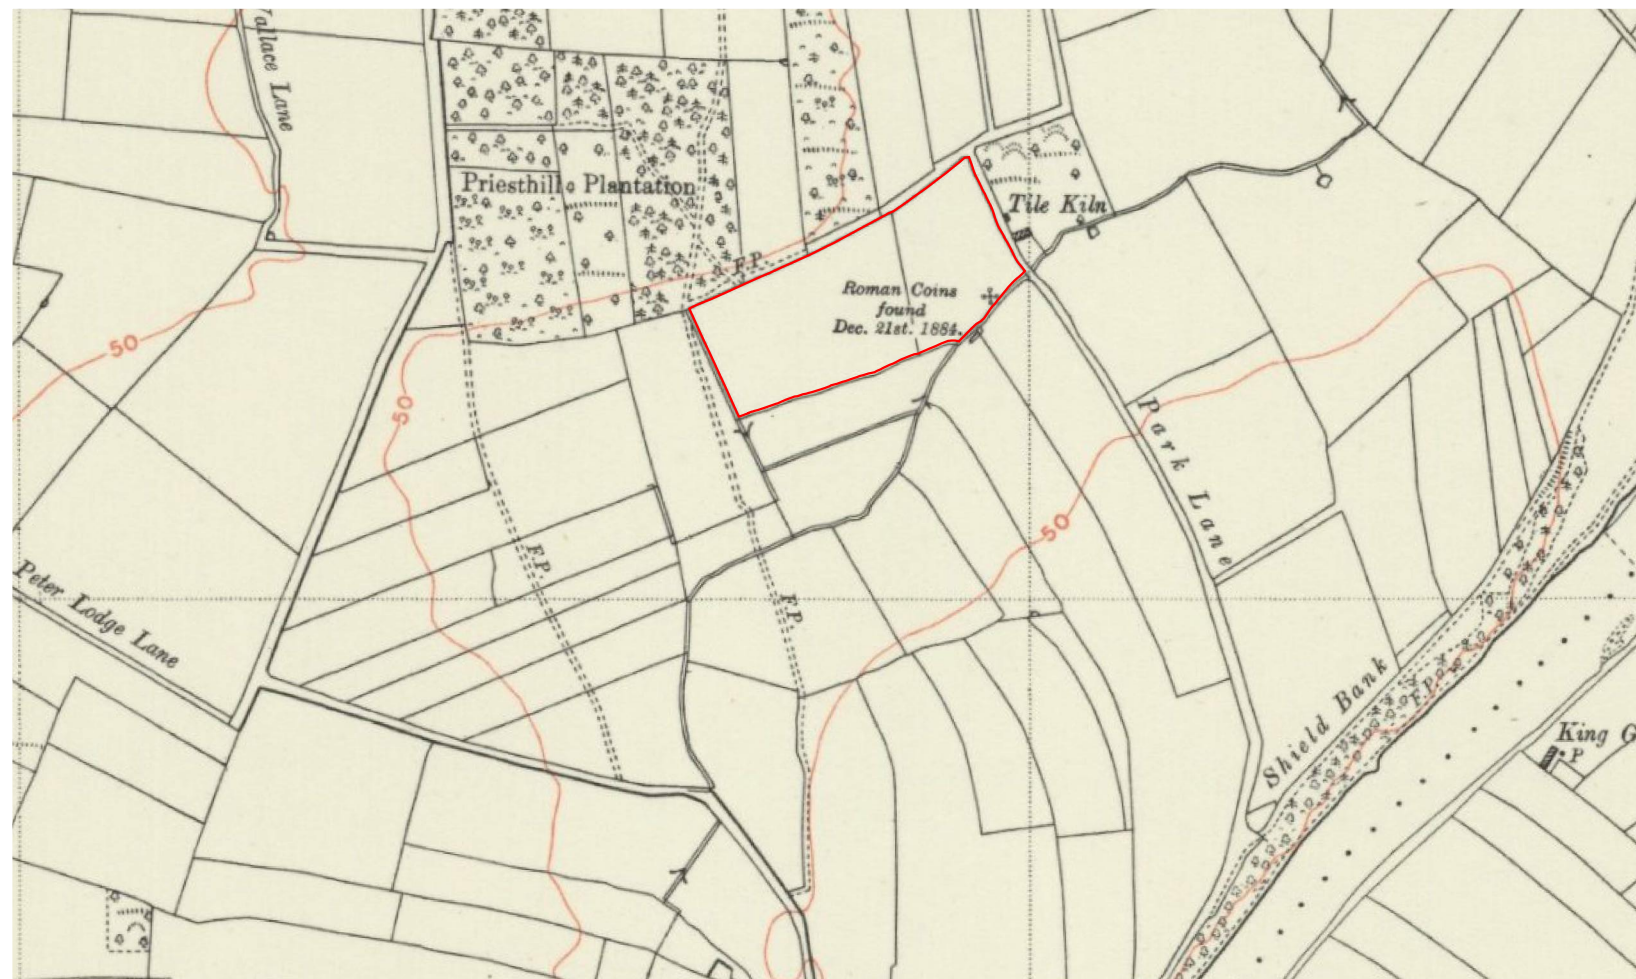 Wallace Lane
Priesthill Plantation
Tile Kiln
F.P.
Roman Coins
found
Dec. 21st. 1884.
50
50
Park Lane
50
F.P.
F.P.
Peter Lodge Lane
Shield Bank
F.P.
King G
P